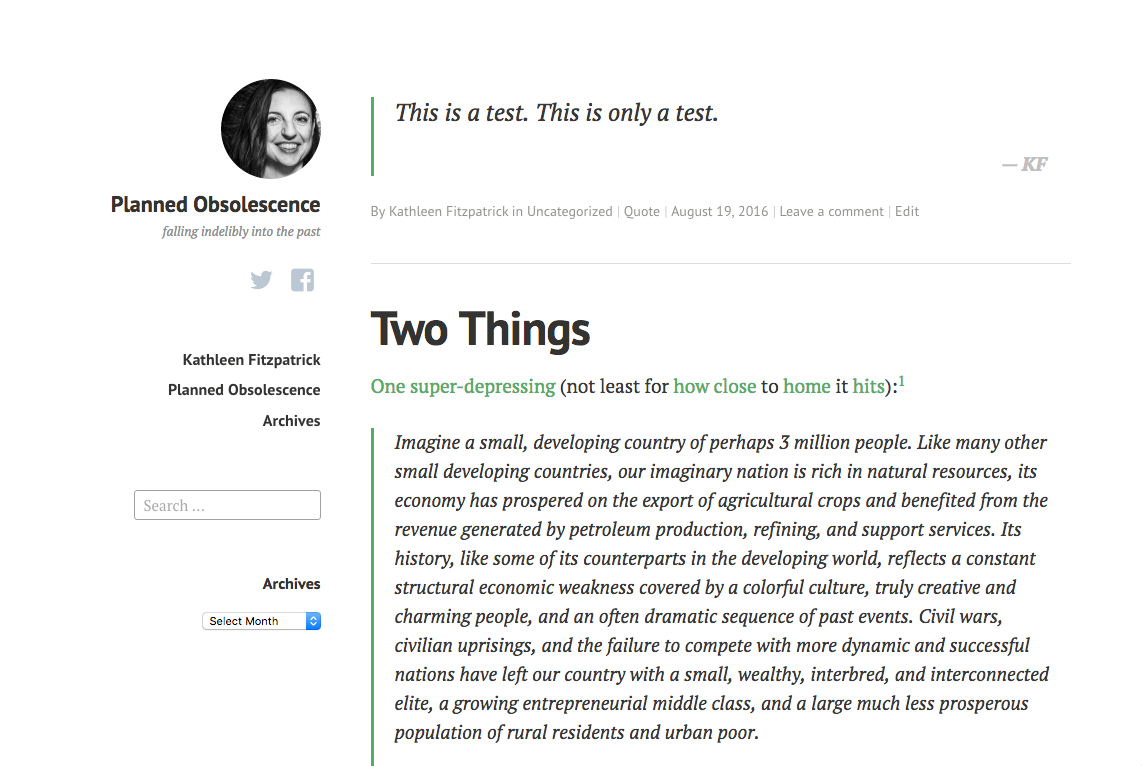 Planned Obsolescence
falling indelibly into the past
Kathleen Fitzpatrick
Planned Obsolescence
Archives
Search ...
Archives
Select Month
This is a test. This is only a test.
— KF
By Kathleen Fitzpatrick in Uncategorized | Quote | August 19, 2016 | Leave a comment | Edit
Two Things
One super-depressing (not least for how close to home it hits):1
Imagine a small, developing country of perhaps 3 million people. Like many other
small developing countries, our imaginary nation is rich in natural resources, its
economy has prospered on the export of agricultural crops and benefited from the
revenue generated by petroleum production, refining, and support services. Its
history, like some of its counterparts in the developing world, reflects a constant
structural economic weakness covered by a colorful culture, truly creative and
charming people, and an often dramatic sequence of past events. Civil wars,
civilian uprisings, and the failure to compete with more dynamic and successful
nations have left our country with a small, wealthy, interbred, and interconnected
elite, a growing entrepreneurial middle class, and a large much less prosperous
population of rural residents and urban poor.